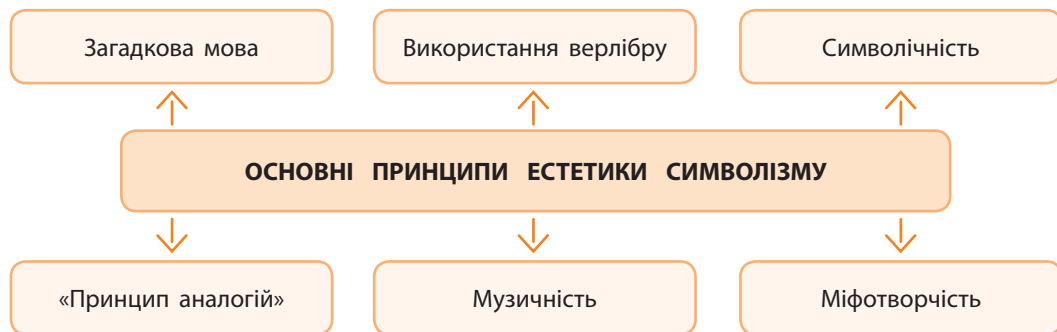 Загадкова мова
Використання верлібру
Символічність
ОСНОВНІ ПРИНЦИПИ ЕСТЕТИКИ СИМВОЛІЗМУ
«Принцип аналогій»
Музичність
Міфотворчість